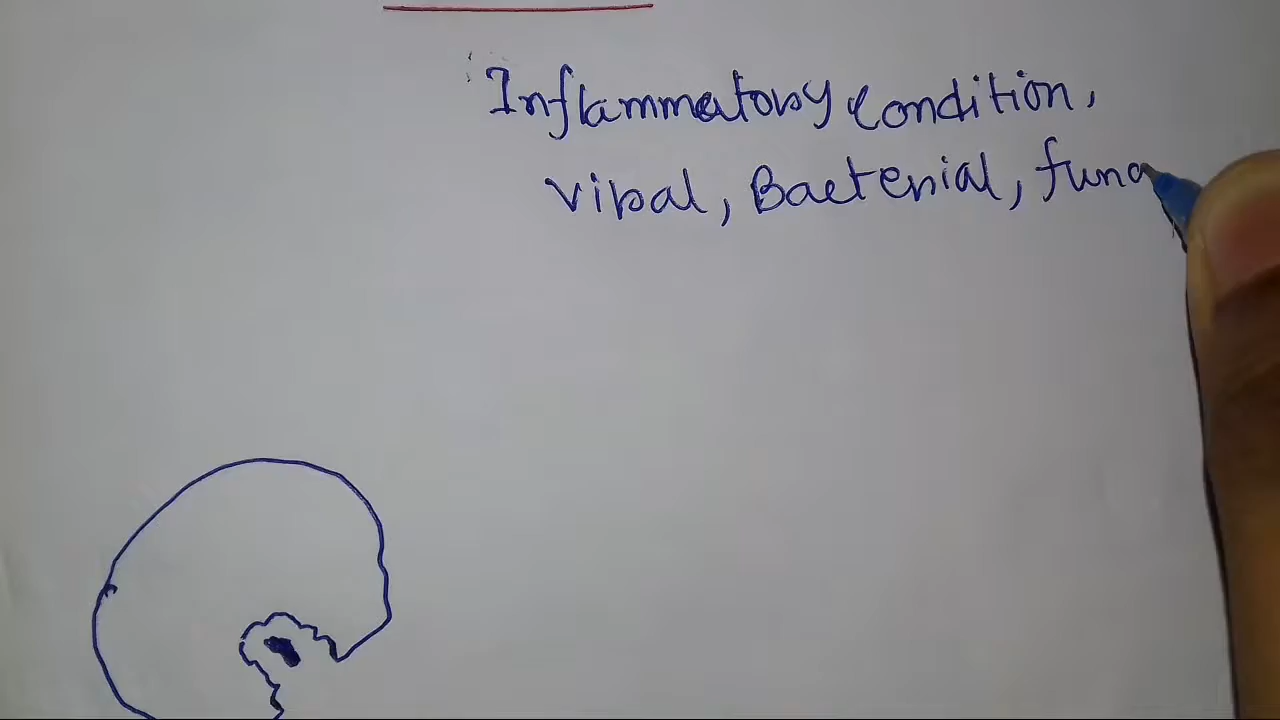 Inflammatory condition,
Viral, Bacterial, fung